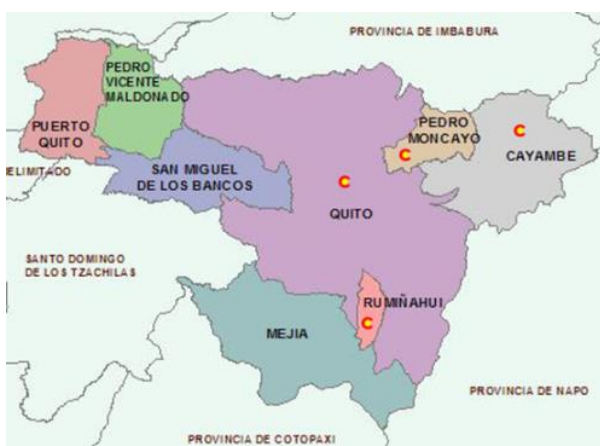 PROVINCIA DE IMBABURA
PEDRO
VICENTE
MALDONADO
PUERTO
QUITO
PEDRO
MONCAYO
C
C
CAYAMBE
C
SAN MIGUEL
DE LOS BANCOS
ELIMITADO
QUITO
SANTO DOMINGO
DE LOS TZACHILAS
RUMIÑAHUI
C
MEJIA
PROVINCIA DE NAPO
PROVINCIA DE COTOPAXI